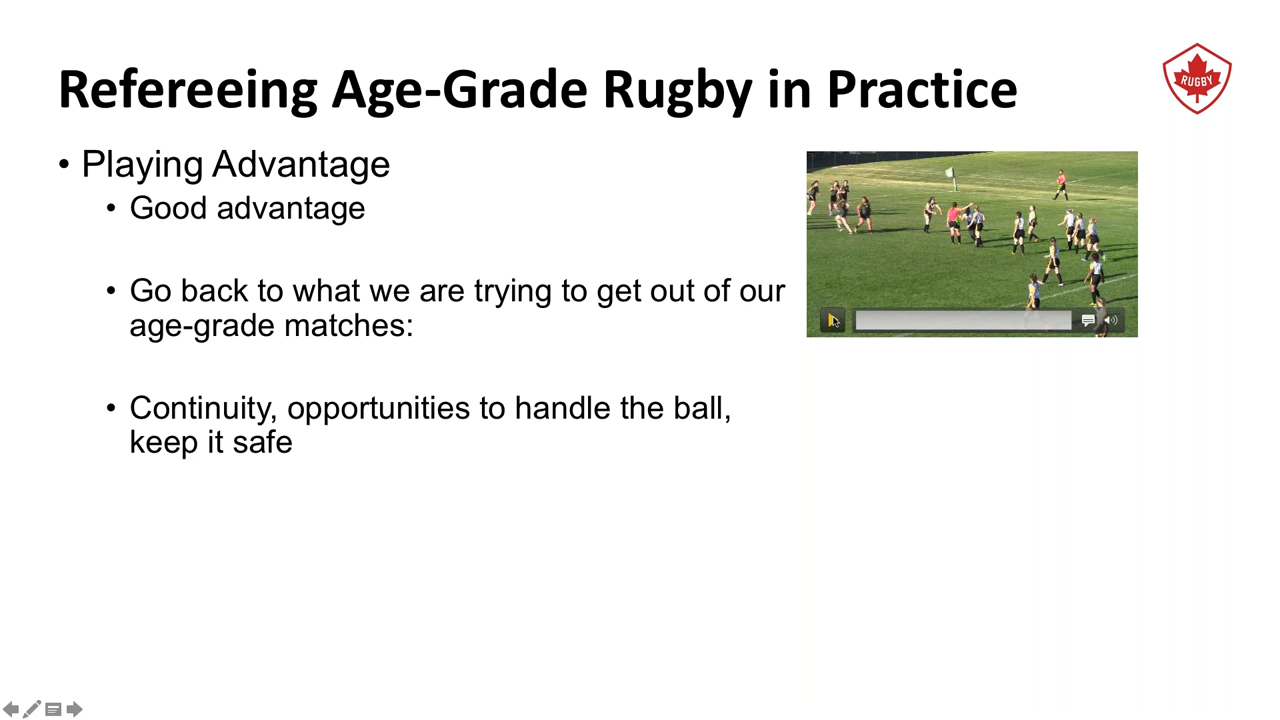 Refereeing Age-Grade Rugby in Practice
RUGBY
• Playing Advantage
• Good advantage
• Go back to what we are trying to get out of our
age-grade matches:
• Continuity, opportunities to handle the ball,
keep it safe